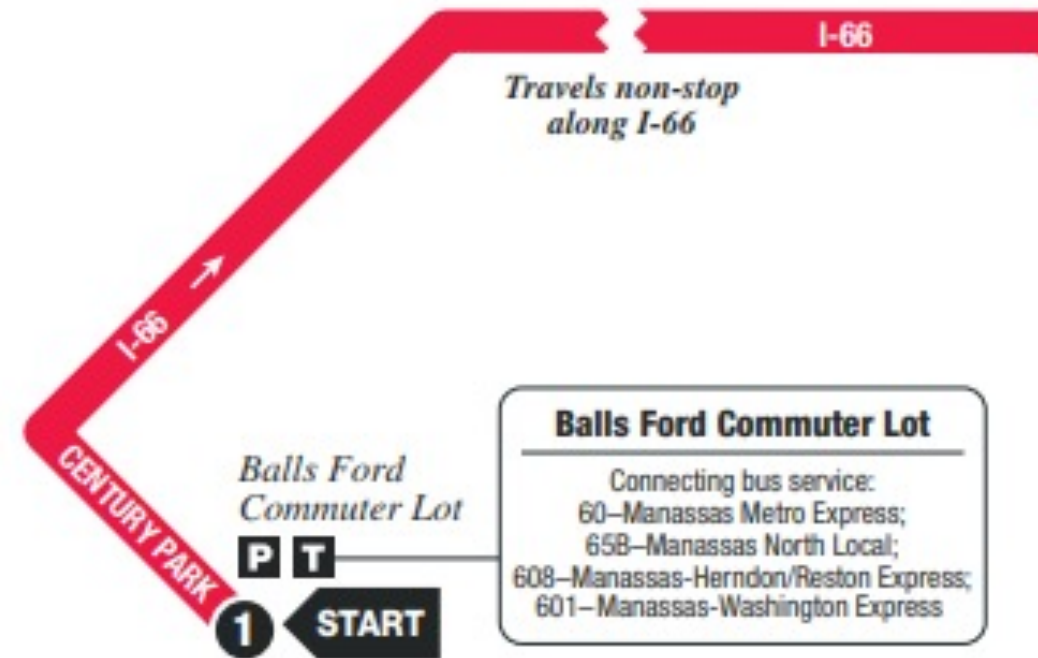 I-66
Travels non-stop
along I-66
I-66
CENTURY PARK
Balls Ford
Commuter Lot
P T
1
START
Balls Ford Commuter Lot
Connecting bus service:
60–Manassas Metro Express;
65B–Manassas North Local;
608–Manassas-Herndon/Reston Express;
601–Manassas-Washington Express